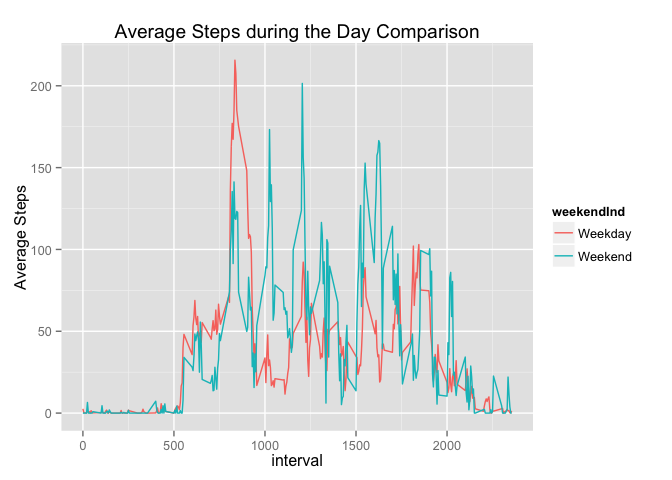 Average Steps during the Day Comparison
Average Steps
200
150
100
50
0
0 500 1000 1500 2000
interval
weekendInd
Weekday
Weekend